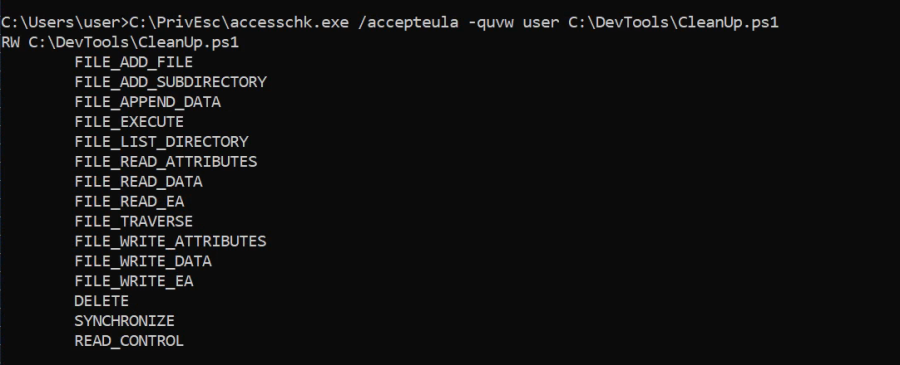 C:\Users\user>C:\PrivEsc\accesschk.exe /accepteula -quvw user C:\DevTools\CleanUp.ps1
RW C:\DevTools\CleanUp.ps1
FILE_ADD_FILE
FILE_ADD_SUBDIRECTORY
FILE_APPEND_DATA
FILE_EXECUTE
FILE_LIST_DIRECTORY
FILE_READ_ATTRIBUTES
FILE_READ_DATA
FILE_READ_EA
FILE_TRAVERSE
FILE_WRITE_ATTRIBUTES
FILE_WRITE_DATA
FILE_WRITE_EA
DELETE
SYNCHRONIZE
READ_CONTROL